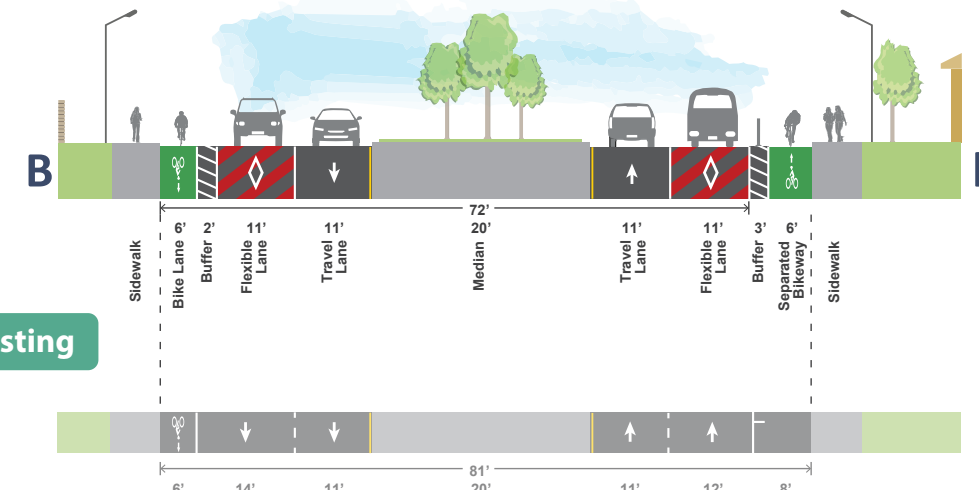 B
72'
6' 2' 11' 11' 20' 11' 11' 3' 6'
Sidewalk
Bike Lane
Buffer
Flexible
Lane
Travel
Lane
Median
Travel
Lane
Flexible
Lane
Buffer
Separated
Bikeway
Sidewalk
sting
81'
6' 14' 11' 20' 11' 12' 8'